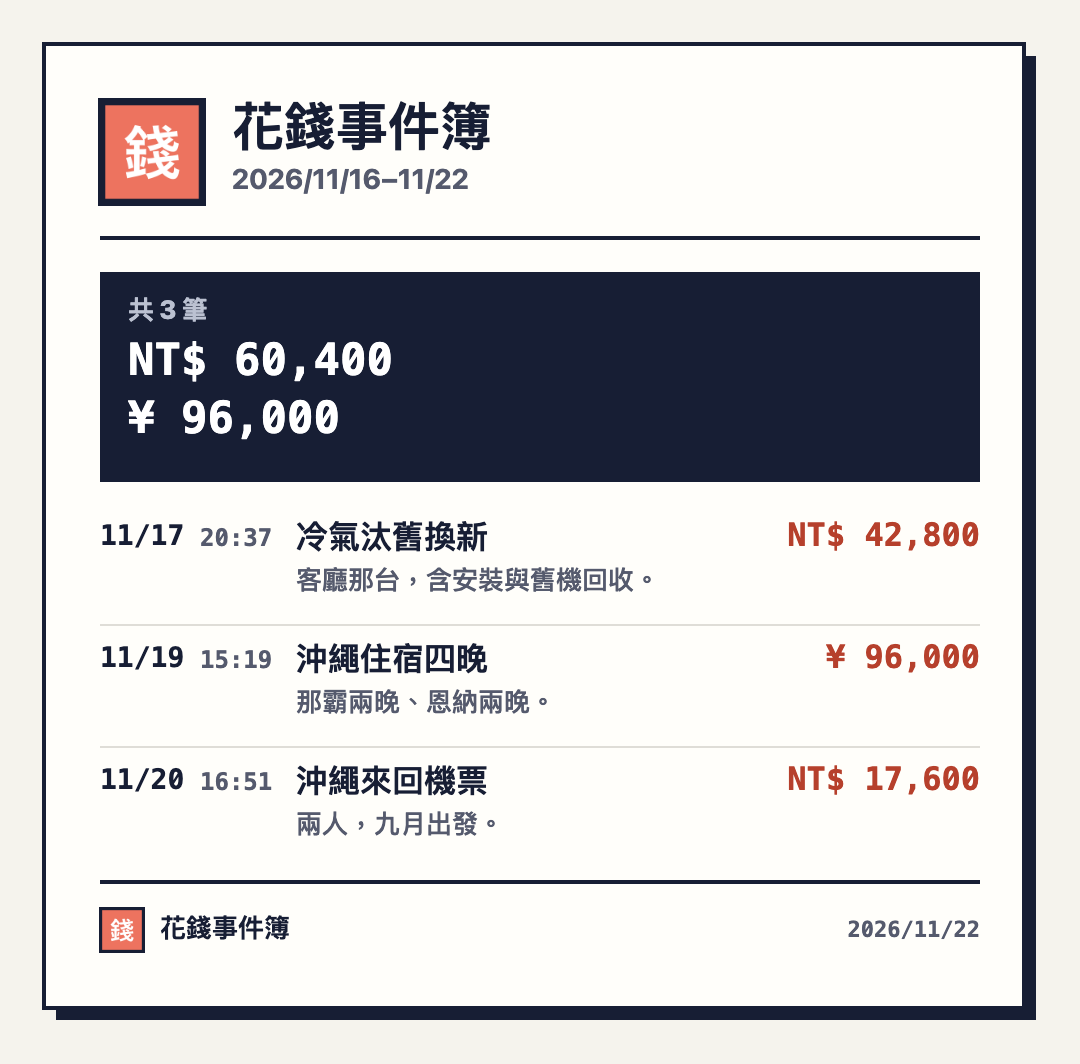 錢
花錢事件簿
2026/11/16–11/22
共 3 筆
NT$ 60,400
¥ 96,000
11/17 20:37 冷氣汰舊換新 NT$ 42,800
客廳那台，含安裝與舊機回收。
11/19 15:19 沖繩住宿四晚 ¥ 96,000
那霸兩晚、恩納兩晚。
11/20 16:51 沖繩來回機票 NT$ 17,600
兩人，九月出發。
錢 花錢事件簿 2026/11/22